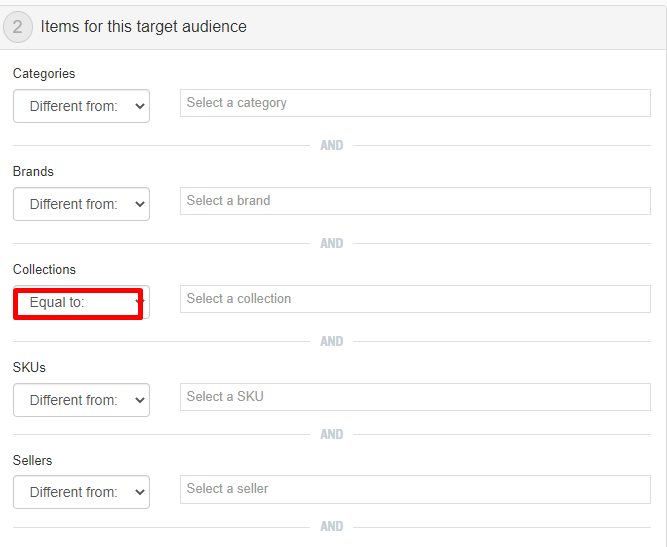 2 Items for this target audience
Categories
Different from: Select a category
AND
Brands
Different from: Select a brand
AND
Collections
Equal to: Select a collection
AND
SKUs
Different from: Select a SKU
AND
Sellers
Different from: Select a seller
AND